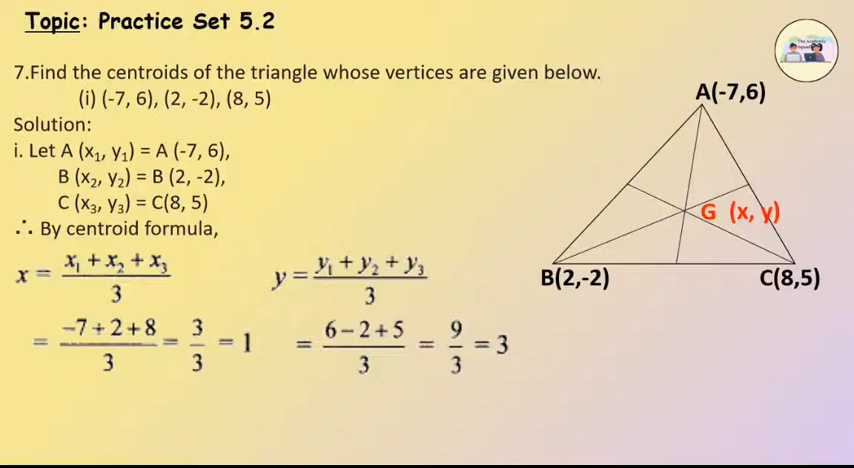 Topic: Practice Set 5.2
7.Find the centroids of the triangle whose vertices are given below.
(i) (-7, 6), (2, -2), (8, 5)
Solution:
i. Let A (x₁, y₁) = A (-7, 6),
B (x₂, y₂) = B (2, -2),
C (x₃, y₃) = C(8, 5)
∴ By centroid formula,
x = (x₁ + x₂ + x₃)/3
= (−7 + 2 + 8)/3 = 3/3 = 1
y = (y₁ + y₂ + y₃)/3
= (6 − 2 + 5)/3 = 9/3 = 3
A(-7,6)
G (x, y)
B(2,-2)
C(8,5)